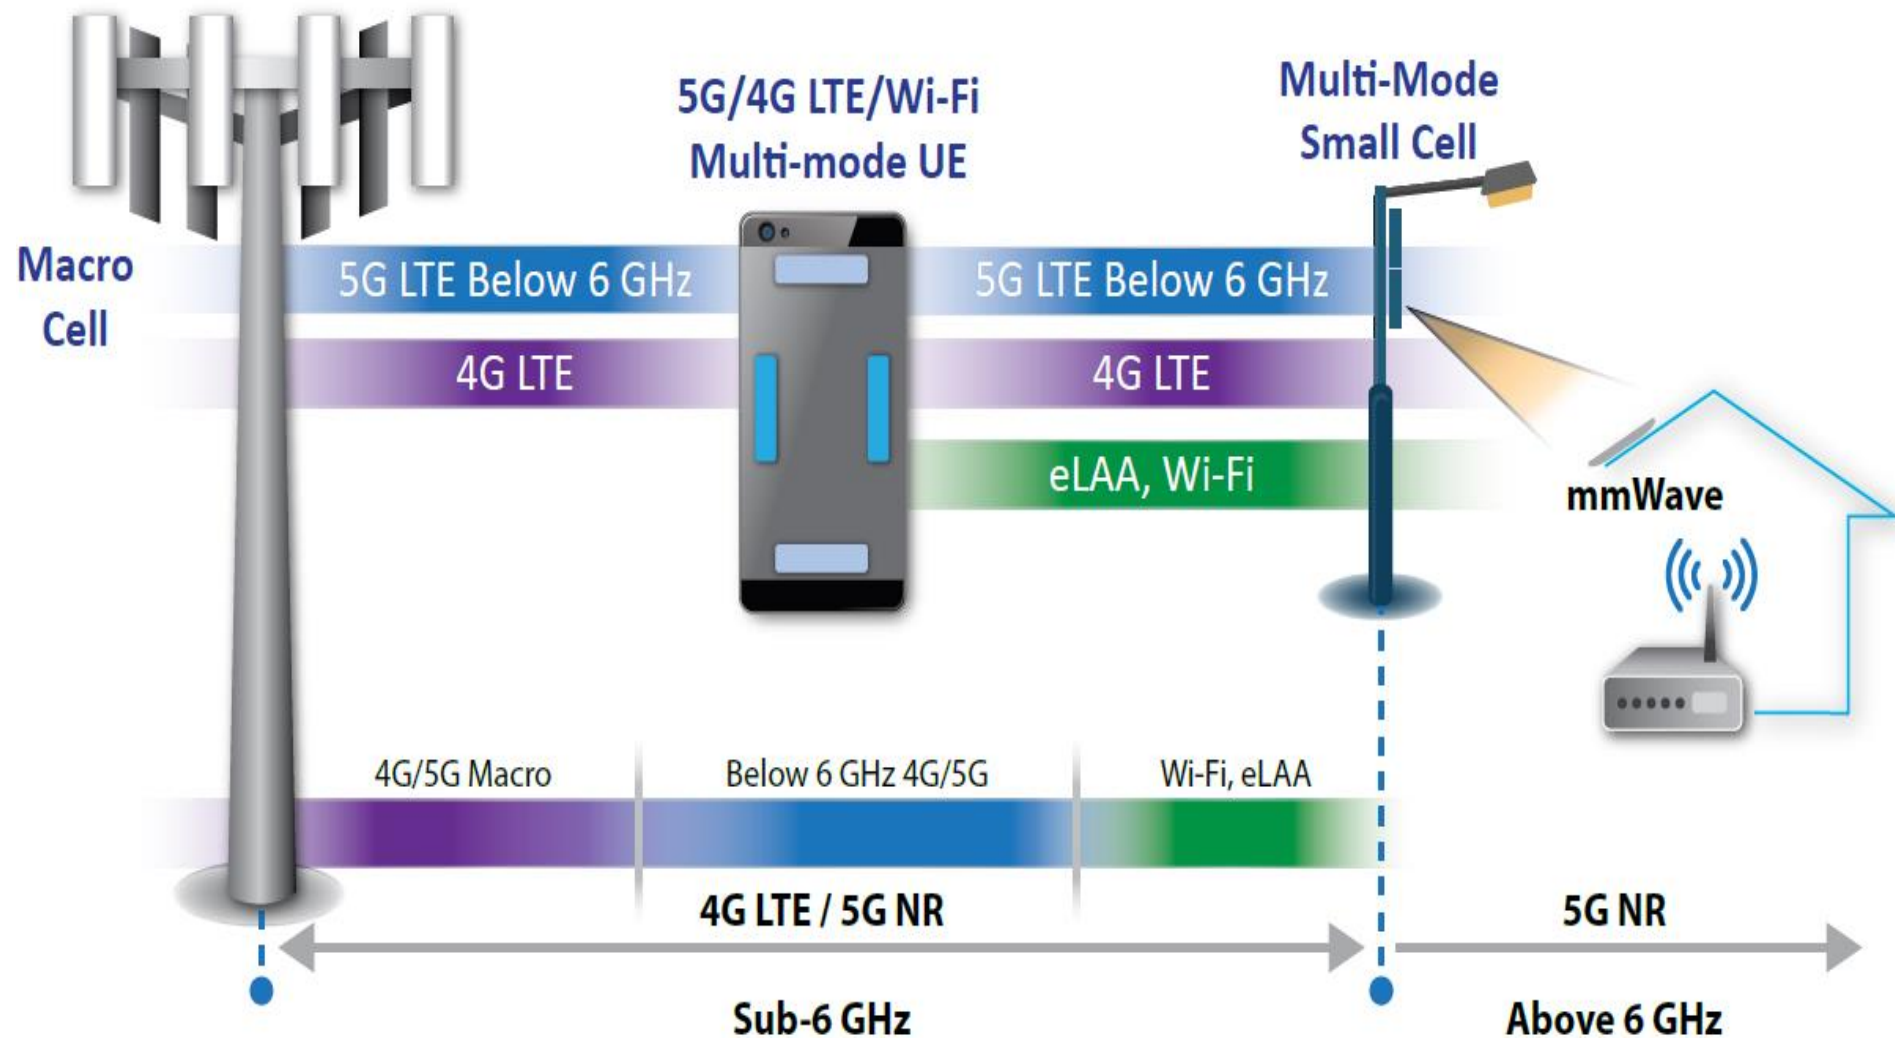 5G/4G LTE/Wi-Fi
Multi-mode UE
Multi-Mode
Small Cell
Macro
Cell
5G LTE Below 6 GHz
5G LTE Below 6 GHz
4G LTE
4G LTE
eLAA, Wi-Fi
mmWave
4G/5G Macro
Below 6 GHz 4G/5G
Wi-Fi, eLAA
4G LTE / 5G NR
5G NR
Sub-6 GHz
Above 6 GHz